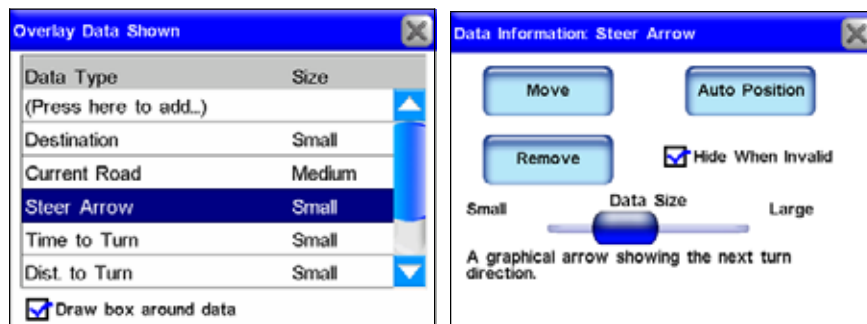 Overlay Data Shown
Data Type Size
(Press here to add...)
Destination Small
Current Road Medium
Steer Arrow Small
Time to Turn Small
Dist. to Turn Small
Draw box around data
Data Information: Steer Arrow
Move Auto Position
Remove Hide When Invalid
Data Size
Small Large
A graphical arrow showing the next turn
direction.